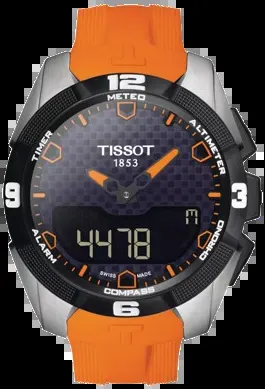 12
METEO
TIMER
ALTIMETER
TISSOT
1853
9
3
M
4478
ALARM
CHRONO
SWISS MADE
COMPASS
6